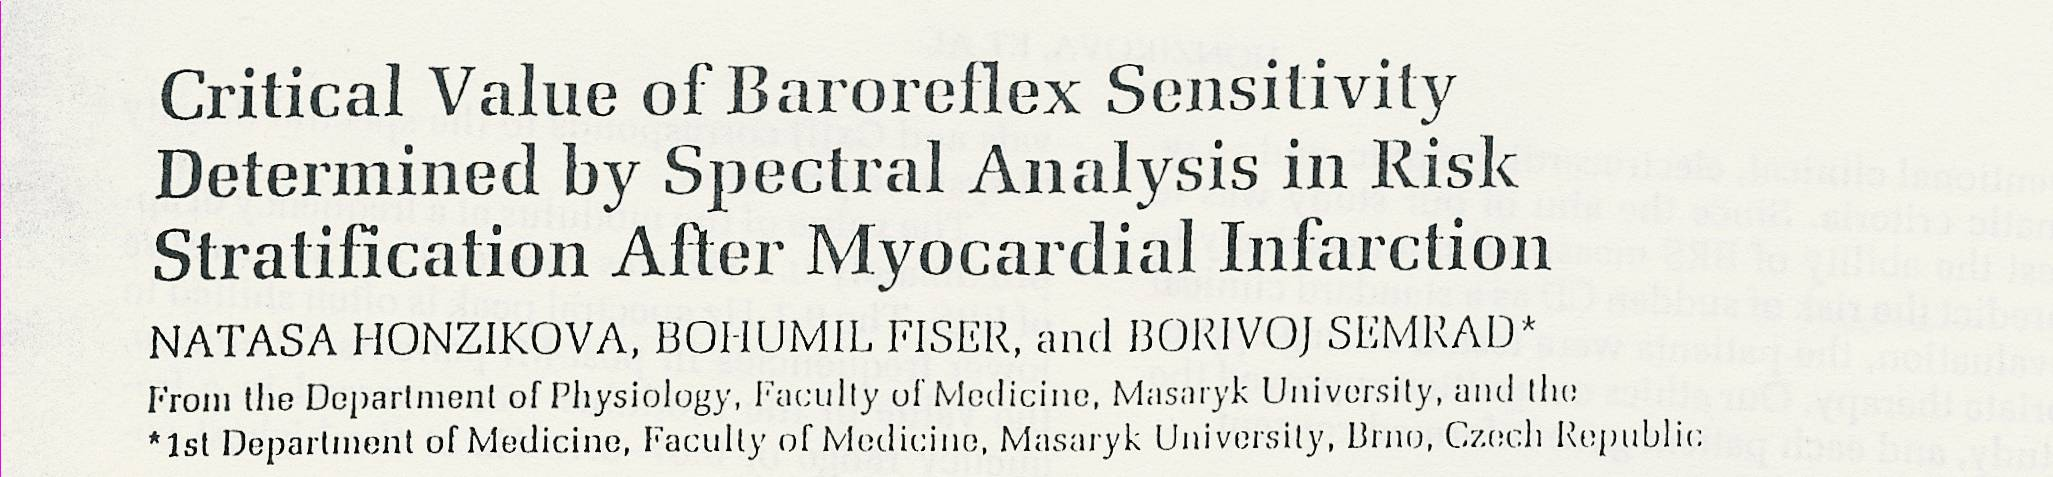 Critical Value of Baroreflex Sensitivity
Determined by Spectral Analysis in Risk
Stratification After Myocardial Infarction
NATASA HONZIKOVA, BOHUMIL FISER, and BORIVOJ SEMRAD*
From the Department of Physiology, Faculty of Medicine, Masaryk University, and the
*1st Department of Medicine, Faculty of Medicine, Masaryk University, Brno, Czech Republic